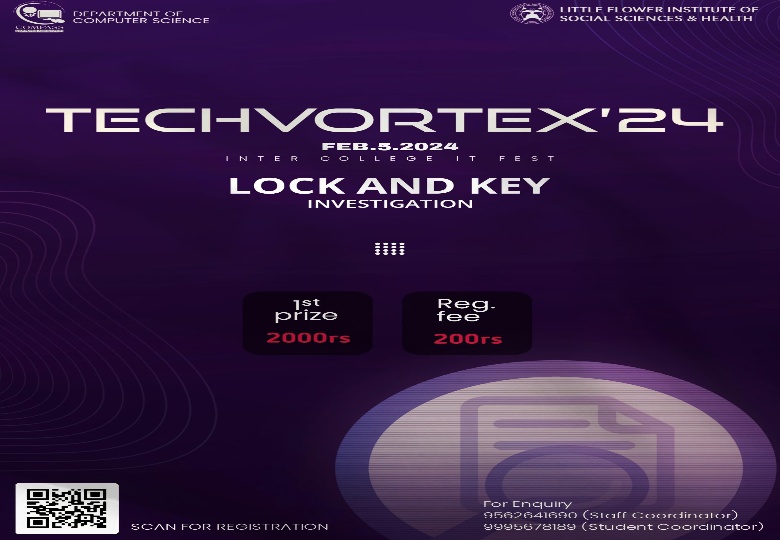 COMPASS
DEPARTMENT OF
COMPUTER SCIENCE
LITTLE FLOWER INSTITUTE OF
SOCIAL SCIENCES & HEALTH
TECHVORTEX'24
FEB.5.2024
INTER COLLEGE IT FEST
LOCK AND KEY
INVESTIGATION
1st
prize
2000rs
Reg.
fee
200rs
SCAN FOR REGISTRATION
For Enquiry
9562641690 (Staff Coordinator)
9995678189 (Student Coordinator)